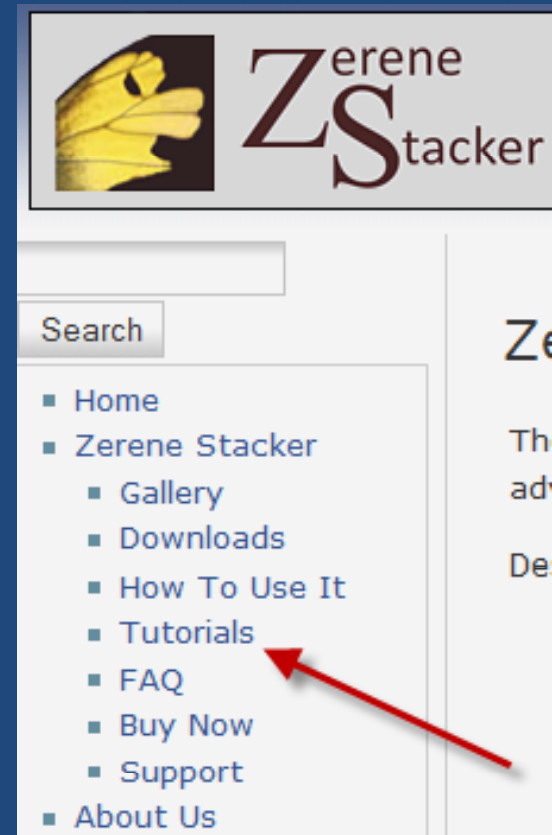 Zerene
Stacker
Search
Home
Zerene Stacker
Gallery
Downloads
How To Use It
Tutorials
FAQ
Buy Now
Support
About Us